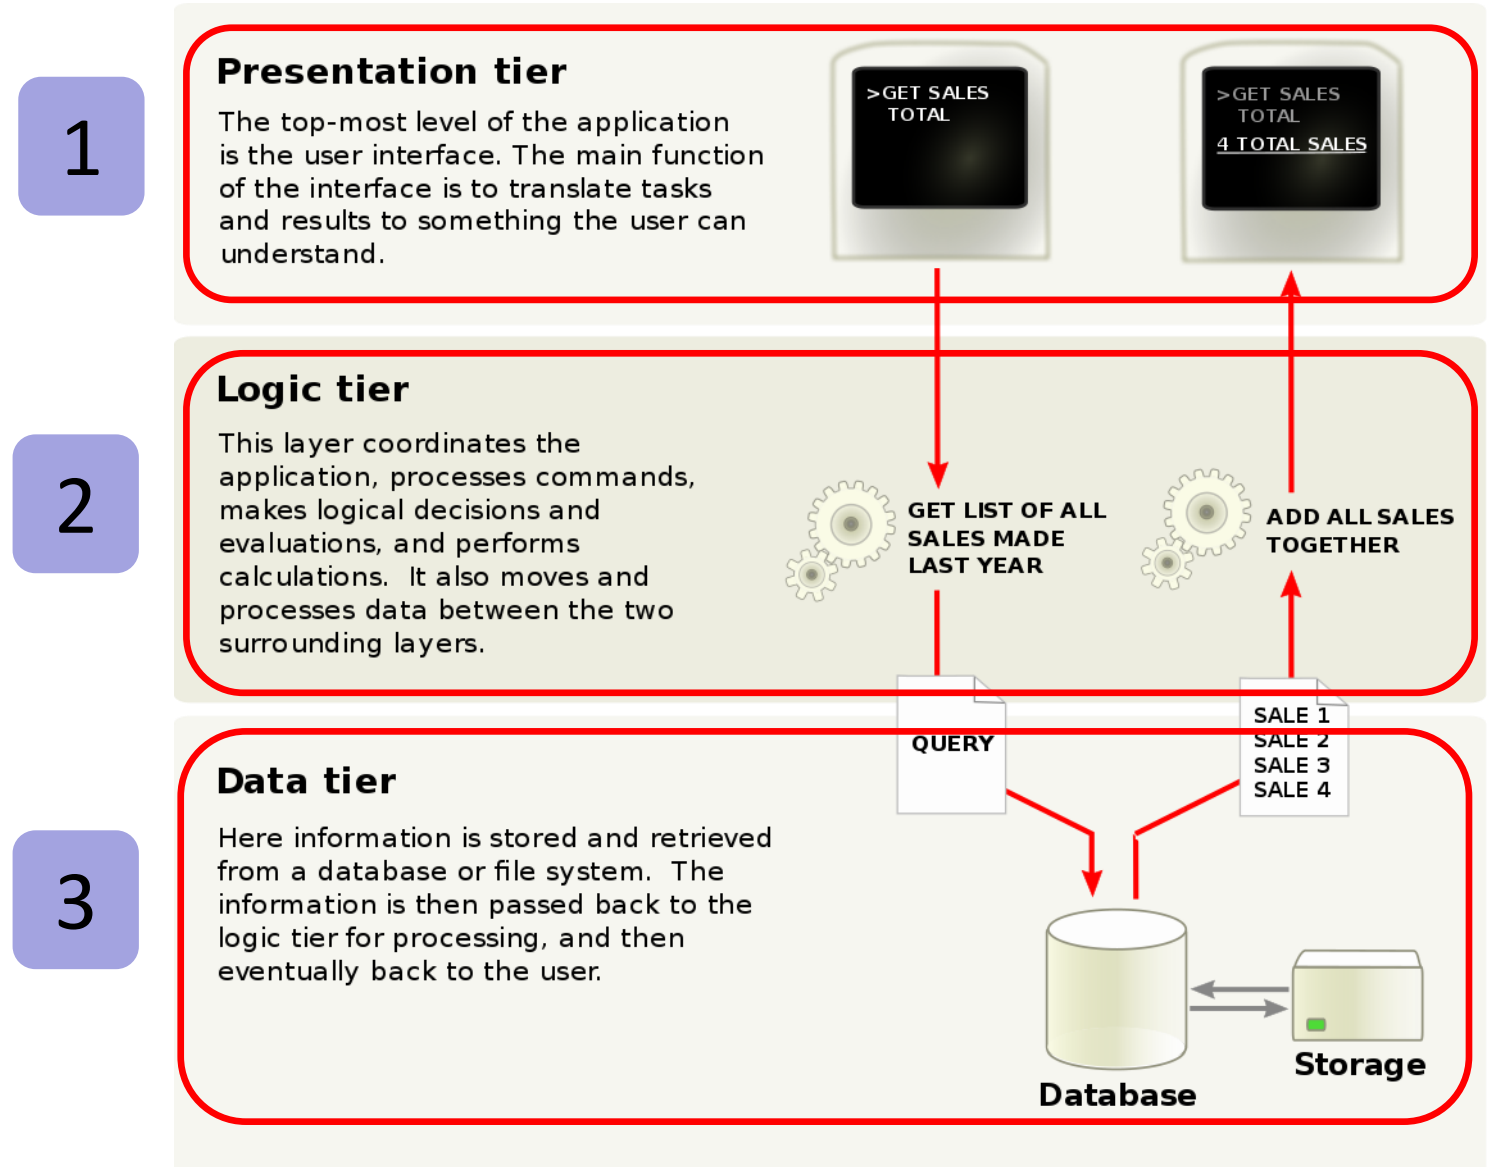 1
Presentation tier
The top-most level of the application
is the user interface. The main function
of the interface is to translate tasks
and results to something the user can
understand.
>GET SALES
TOTAL
>GET SALES
TOTAL
4 TOTAL SALES
2
Logic tier
This layer coordinates the
application, processes commands,
makes logical decisions and
evaluations, and performs
calculations.  It also moves and
processes data between the two
surrounding layers.
GET LIST OF ALL
SALES MADE
LAST YEAR
ADD ALL SALES
TOGETHER
3
Data tier
Here information is stored and retrieved
from a database or file system.  The
information is then passed back to the
logic tier for processing, and then
eventually back to the user.
QUERY
SALE 1
SALE 2
SALE 3
SALE 4
Database
Storage